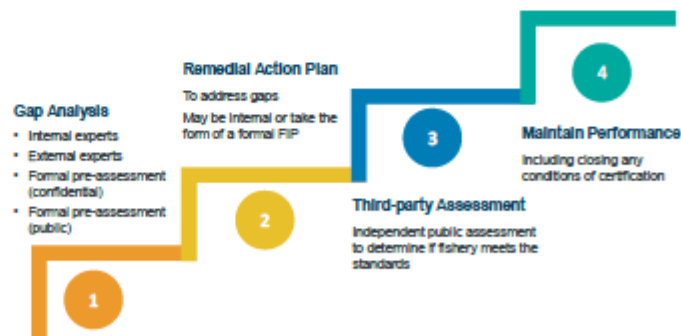 Gap Analysis
• Internal experts
• External experts
• Formal pre-assessment
(confidential)
• Formal pre-assessment
(public)
1
Remedial Action Plan
To address gaps
May be internal or take the
form of a formal FIP
2
3
Third-party Assessment
Independent public assessment
to determine if fishery meets the
standards
4
Maintain Performance
Including closing any
conditions of certification